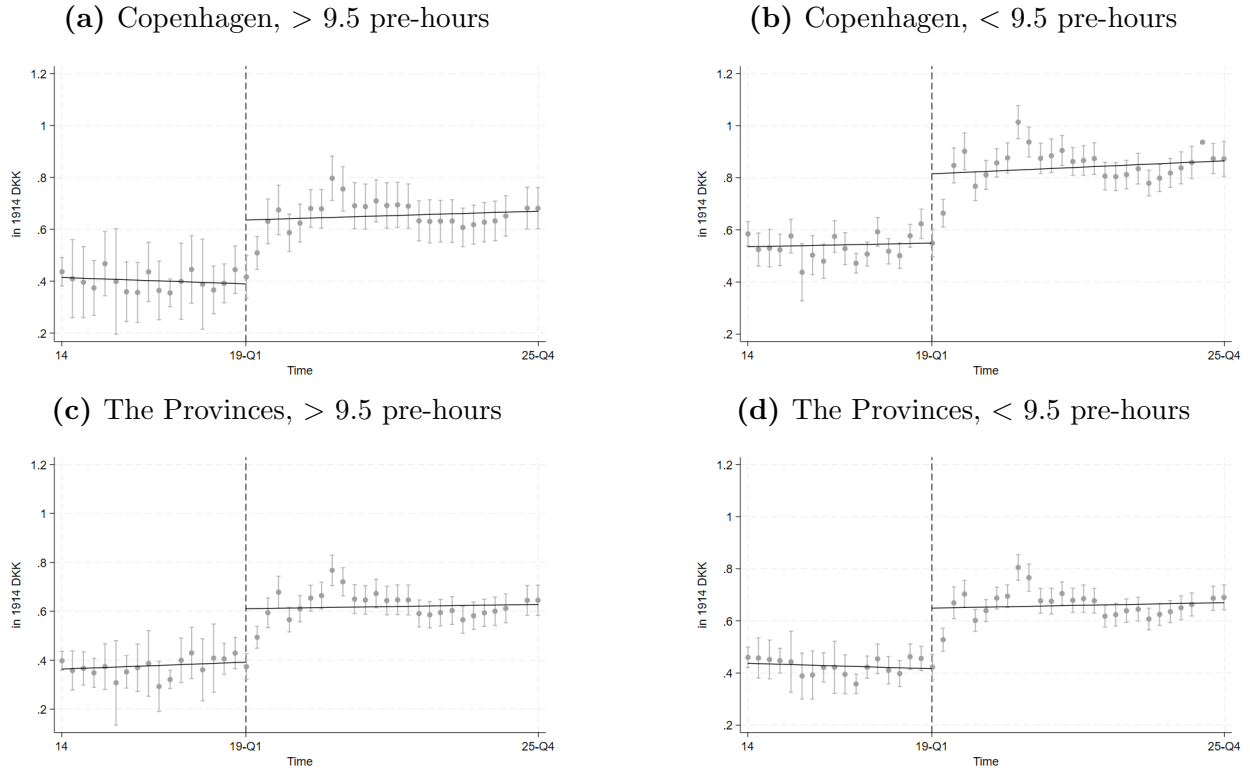 (a) Copenhagen, > 9.5 pre-hours
1.2
1
.8
.6
.4
.2
in 1914 DKK
14
19-Q1
25-Q4
Time
(b) Copenhagen, < 9.5 pre-hours
1.2
1
.8
.6
.4
.2
in 1914 DKK
14
19-Q1
25-Q4
Time
(c) The Provinces, > 9.5 pre-hours
1.2
1
.8
.6
.4
.2
in 1914 DKK
14
19-Q1
25-Q4
Time
(d) The Provinces, < 9.5 pre-hours
1.2
1
.8
.6
.4
.2
in 1914 DKK
14
19-Q1
25-Q4
Time